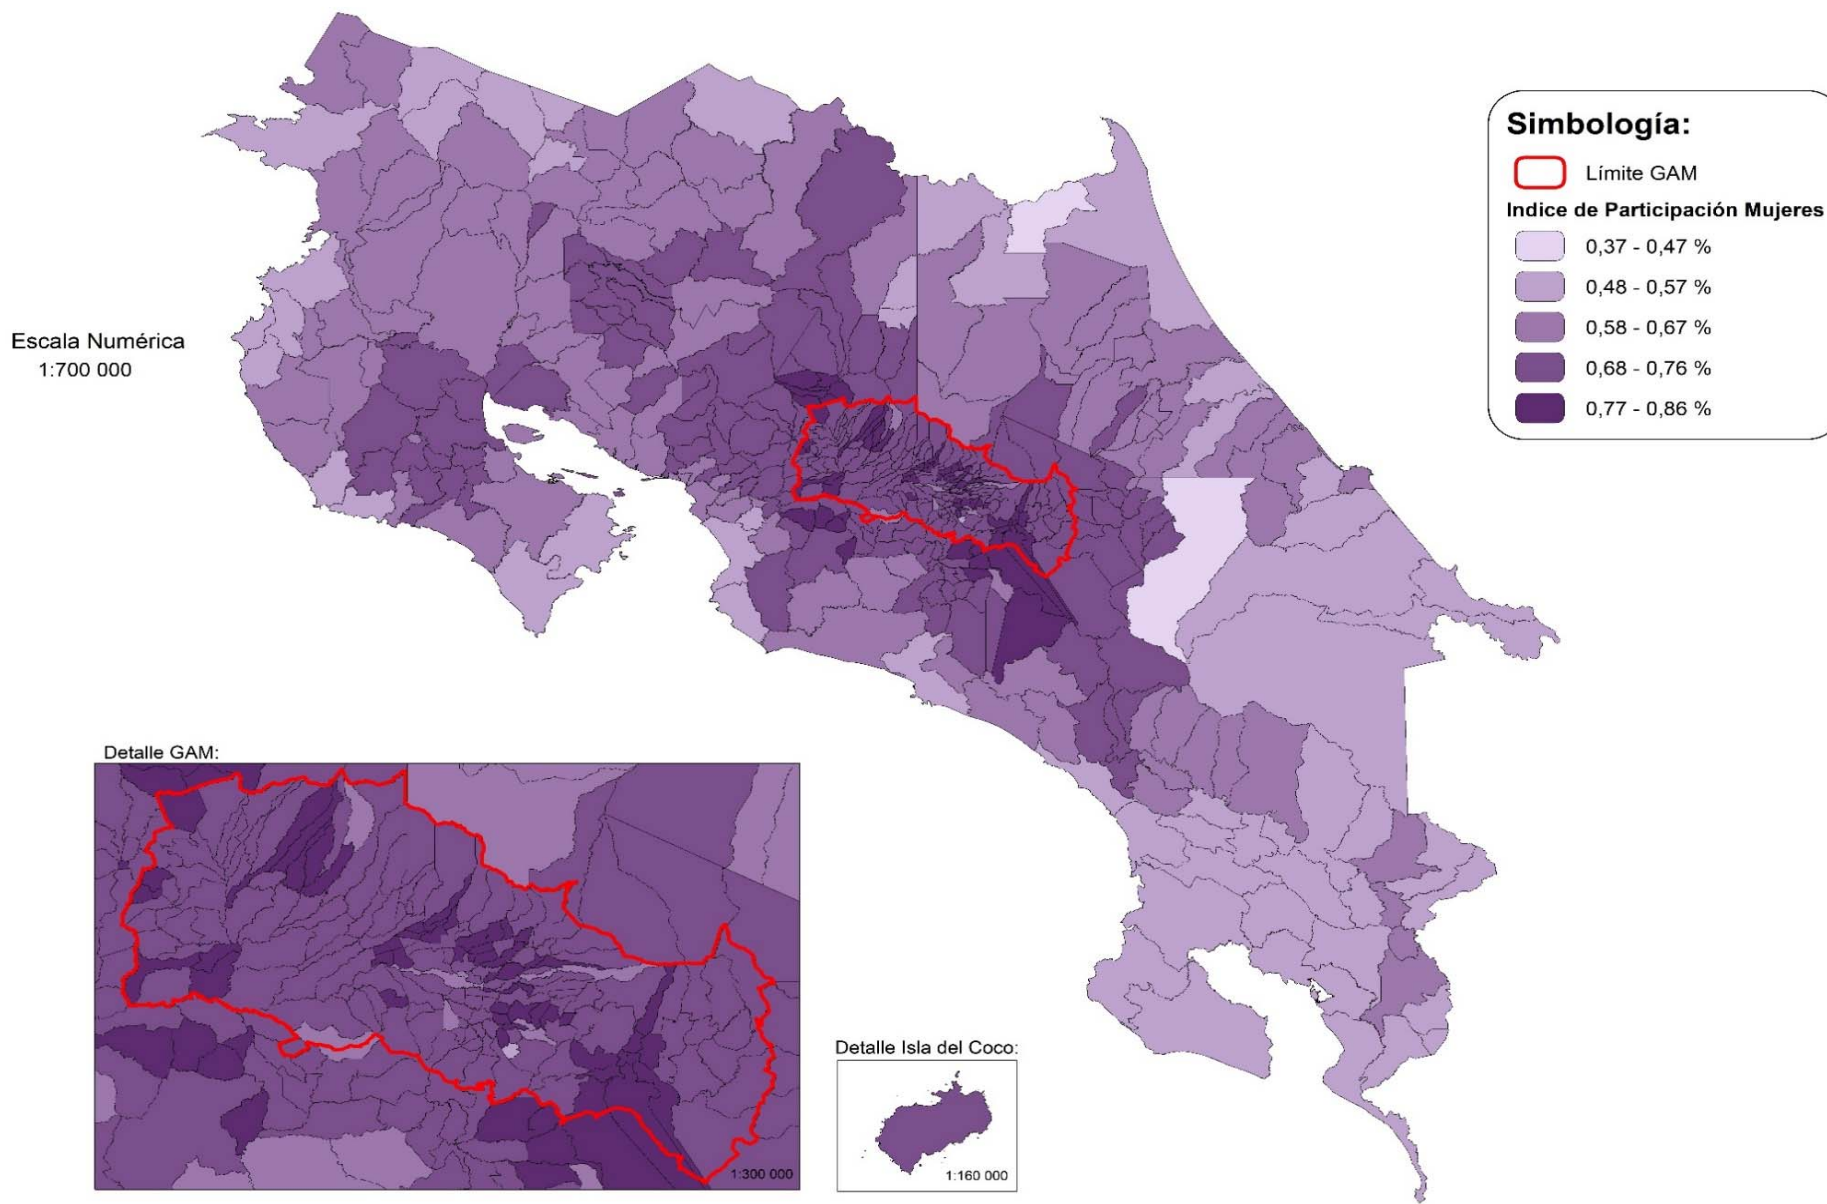 Simbología:
Límite GAM
Indice de Participación Mujeres
0,37 - 0,47 %
0,48 - 0,57 %
0,58 - 0,67 %
0,68 - 0,76 %
0,77 - 0,86 %
Escala Numérica
1:700 000
Detalle GAM:
1:300 000
Detalle Isla del Coco:
1:160 000